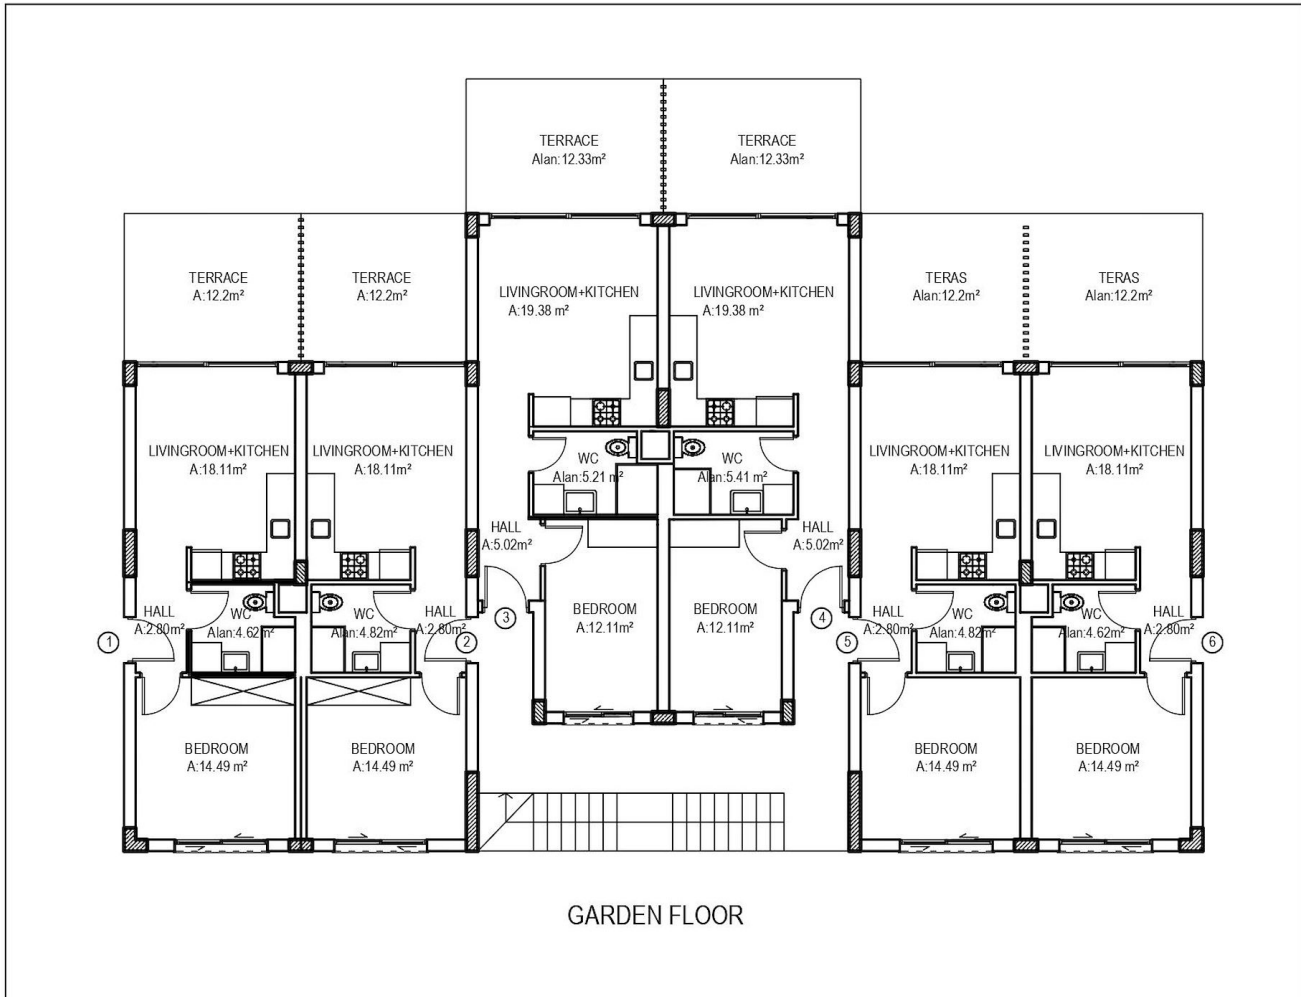 TERRACE
Alan:12.33m²
TERRACE
Alan:12.33m²
TERRACE
A:12.2m²
TERRACE
A:12.2m²
TERAS
Alan:12.2m²
TERAS
Alan:12.2m²
LIVINGROOM+KITCHEN
A:19.38 m²
LIVINGROOM+KITCHEN
A:19.38 m²
LIVINGROOM+KITCHEN
A:18.11m²
LIVINGROOM+KITCHEN
A:18.11m²
LIVINGROOM+KITCHEN
A:18.11m²
LIVINGROOM+KITCHEN
A:18.11m²
WC
Alan:5.21 m²
WC
Alan:5.41 m²
HALL
A:5.02m²
HALL
A:5.02m²
BEDROOM
A:12.11m²
BEDROOM
A:12.11m²
HALL
A:2.80m²
WC
Alan:4.62m²
WC
Alan:4.82m²
HALL
A:2.80m²
HALL
A:2.80m²
WC
Alan:4.82m²
WC
Alan:4.62m²
HALL
A:2.80m²
1
2
3
4
5
6
BEDROOM
A:14.49 m²
BEDROOM
A:14.49 m²
BEDROOM
A:14.49 m²
BEDROOM
A:14.49 m²
GARDEN FLOOR